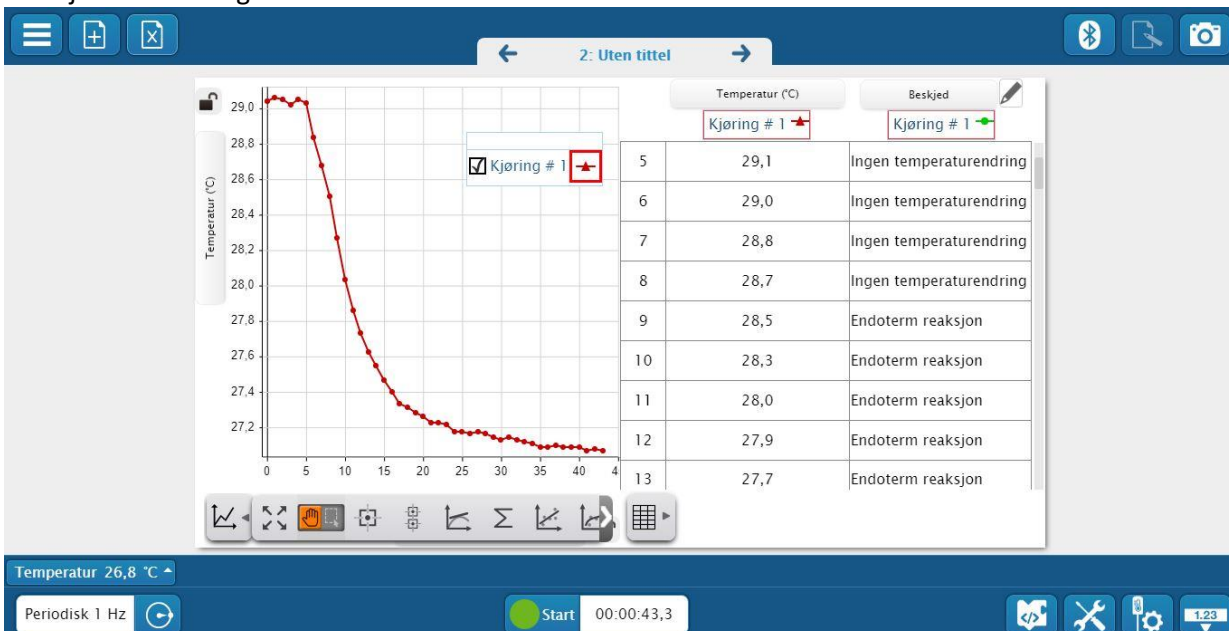 2: Uten tittel
Temperatur (°C)
29,0
28,8
28,6
28,4
28,2
28,0
27,8
27,6
27,4
27,2
0 5 10 15 20 25 30 35 40 4
Kjøring # 1
Temperatur (°C) Beskjed
Kjøring # 1 Kjøring # 1
5 29,1 Ingen temperaturendring
6 29,0 Ingen temperaturendring
7 28,8 Ingen temperaturendring
8 28,7 Ingen temperaturendring
9 28,5 Endoterm reaksjon
10 28,3 Endoterm reaksjon
11 28,0 Endoterm reaksjon
12 27,9 Endoterm reaksjon
13 27,7 Endoterm reaksjon
Temperatur 26,8 °C
Periodisk 1 Hz
Start 00:00:43,3
1.23